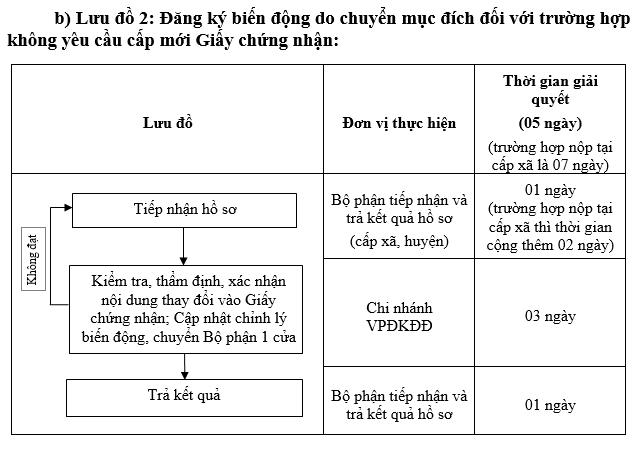 b) Lưu đồ 2: Đăng ký biến động do chuyển mục đích đối với trường hợp
không yêu cầu cấp mới Giấy chứng nhận:
Lưu đồ
Đơn vị thực hiện
Thời gian giải
quyết
(05 ngày)
(trường hợp nộp tại
cấp xã là 07 ngày)
Tiếp nhận hồ sơ
Bộ phận tiếp nhận và
trả kết quả hồ sơ
(cấp xã, huyện)
01 ngày
(trường hợp nộp tại
cấp xã thì thời gian
cộng thêm 02 ngày)
Không đạt
Kiểm tra, thẩm định, xác nhận
nội dung thay đổi vào Giấy
chứng nhận; Cập nhật chỉnh lý
biến động, chuyển Bộ phận 1 cửa
Chi nhánh
VPĐKĐĐ
03 ngày
Trả kết quả
Bộ phận tiếp nhận và
trả kết quả hồ sơ
01 ngày